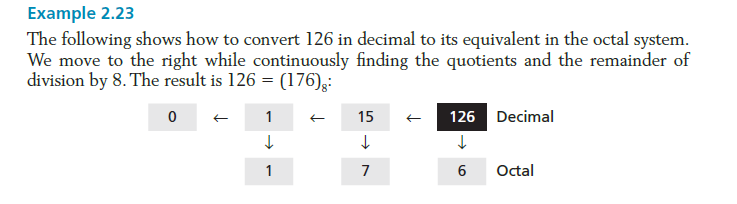 Example 2.23
The following shows how to convert 126 in decimal to its equivalent in the octal system.
We move to the right while continuously finding the quotients and the remainder of
division by 8. The result is 126 = (176)₈:
0 ← 1 ← 15 ← 126 Decimal
↓ ↓ ↓
1 7 6 Octal